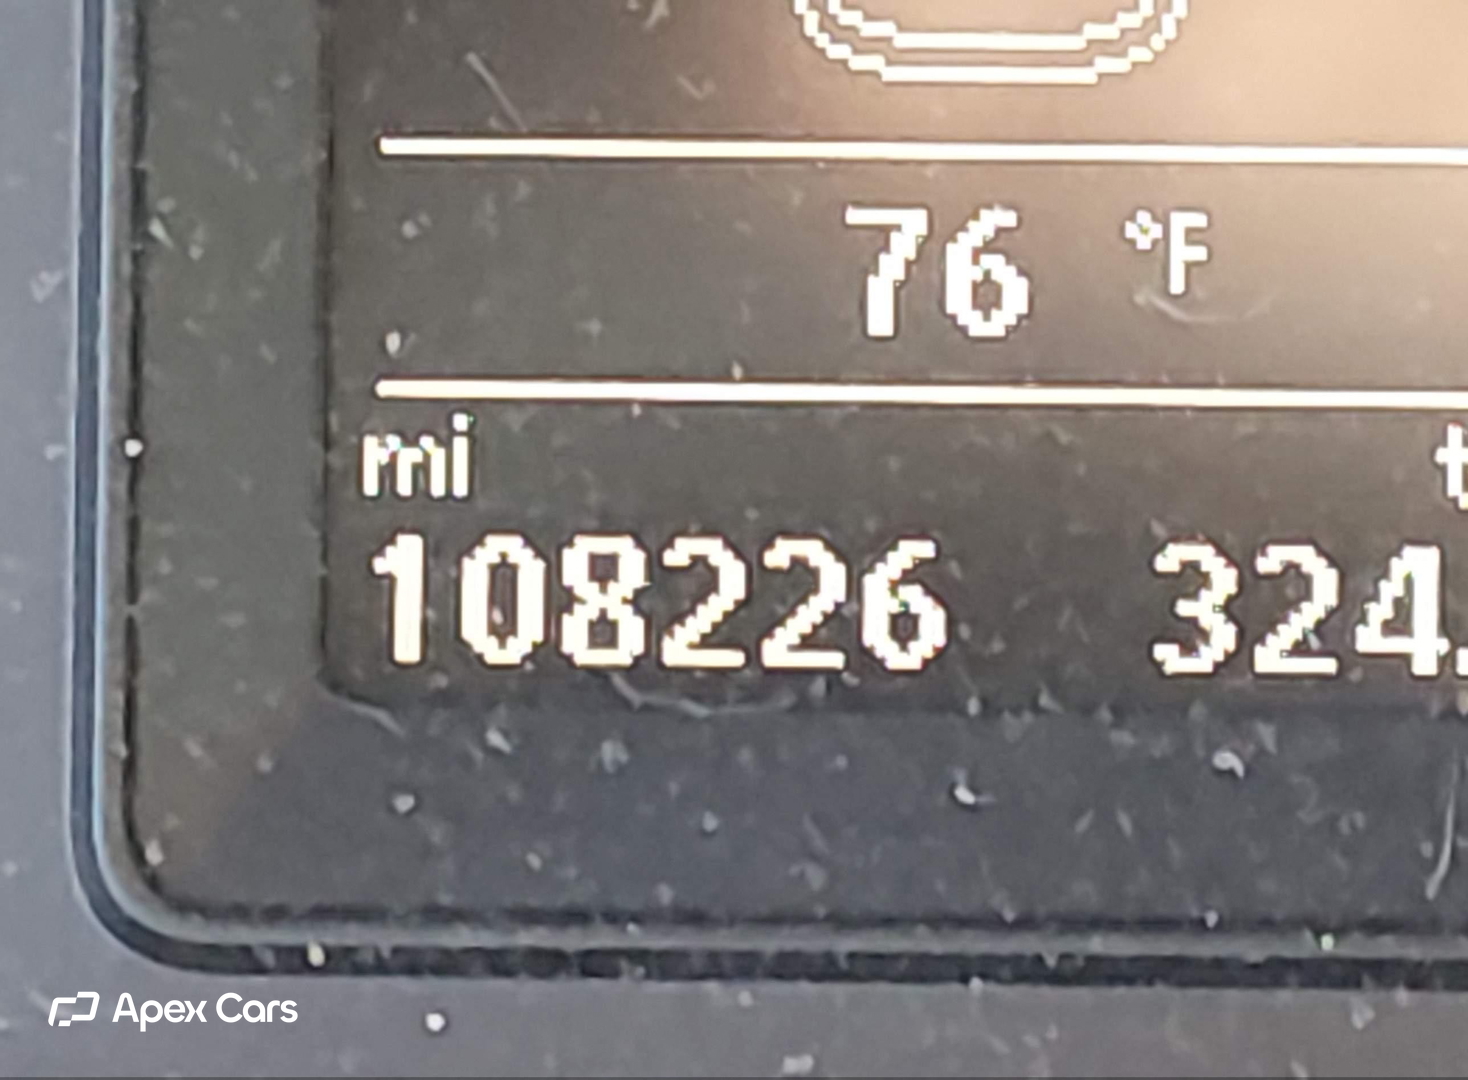 76 °F
mi
108226 324.
Apex Cars